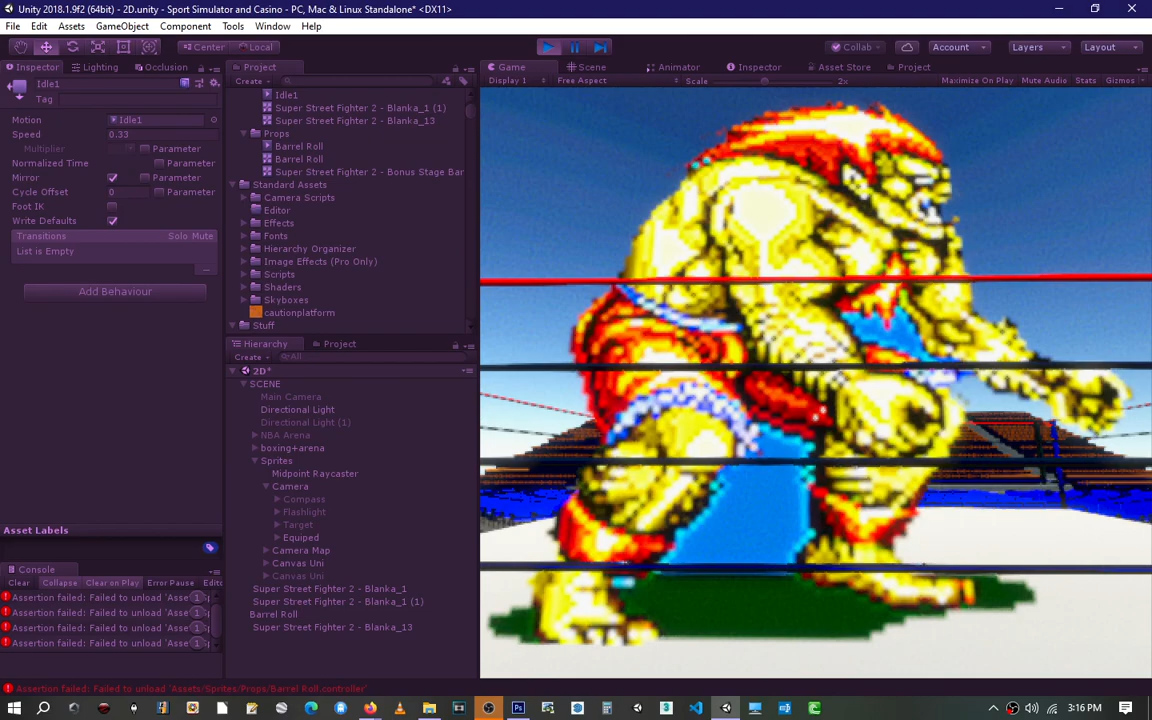 Unity 2018.1.9f2 (64bit) - 2D.unity - Sport Simulator and Casino - PC, Mac & Linux Standalone* <DX11>
File Edit Assets GameObject Component Tools Window Help
Center Local Collab Account Layers Layout
Inspector Lighting Occlusion
Idle1
Tag
Motion Idle1
Speed 0.33
Multiplier Parameter
Normalized Time Parameter
Mirror Parameter
Cycle Offset 0 Parameter
Foot IK
Write Defaults
Transitions Solo Mute
List is Empty
Add Behaviour
Asset Labels
Console
Clear Collapse Clear on Play Error Pause Edito
Assertion failed: Failed to unload 'Asse 1
Assertion failed: Failed to unload 'Asse 1
Assertion failed: Failed to unload 'Asse 1
Assertion failed: Failed to unload 'Asse 1
Project
Create
Idle1
Super Street Fighter 2 - Blanka_1 (1)
Super Street Fighter 2 - Blanka_13
Props
Barrel Roll
Barrel Roll
Super Street Fighter 2 - Bonus Stage Bar
Standard Assets
Camera Scripts
Editor
Effects
Fonts
Hierarchy Organizer
Image Effects (Pro Only)
Scripts
Shaders
Skyboxes
cautionplatform
Stuff
Hierarchy Project
Create All
2D*
SCENE
Main Camera
Directional Light
Directional Light (1)
NBA Arena
boxing+arena
Sprites
Midpoint Raycaster
Camera
Compass
Flashlight
Target
Equiped
Camera Map
Canvas Uni
Canvas Uni
Super Street Fighter 2 - Blanka_1
Super Street Fighter 2 - Blanka_1 (1)
Barrel Roll
Super Street Fighter 2 - Blanka_13
Game Scene Animator Inspector Asset Store Project
Display 1 Free Aspect Scale 2x Maximize On Play Mute Audio Stats Gizmos
Assertion failed: Failed to unload 'Assets/Sprites/Props/Barrel Roll.controller'
3:16 PM